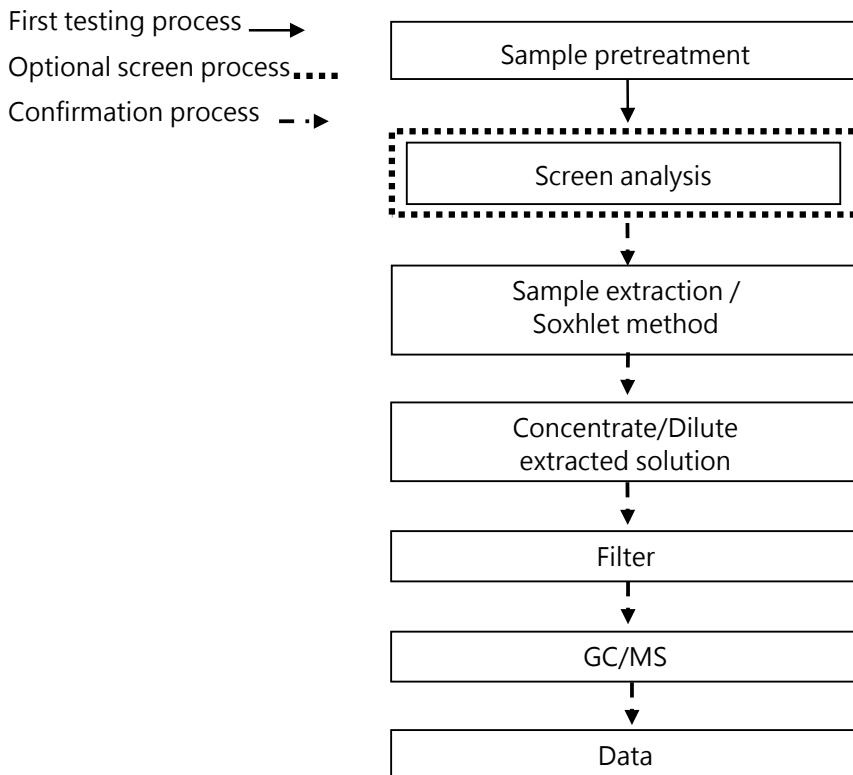 First testing process
Optional screen process
Confirmation process
Sample pretreatment
Screen analysis
Sample extraction /
Soxhlet method
Concentrate/Dilute
extracted solution
Filter
GC/MS
Data